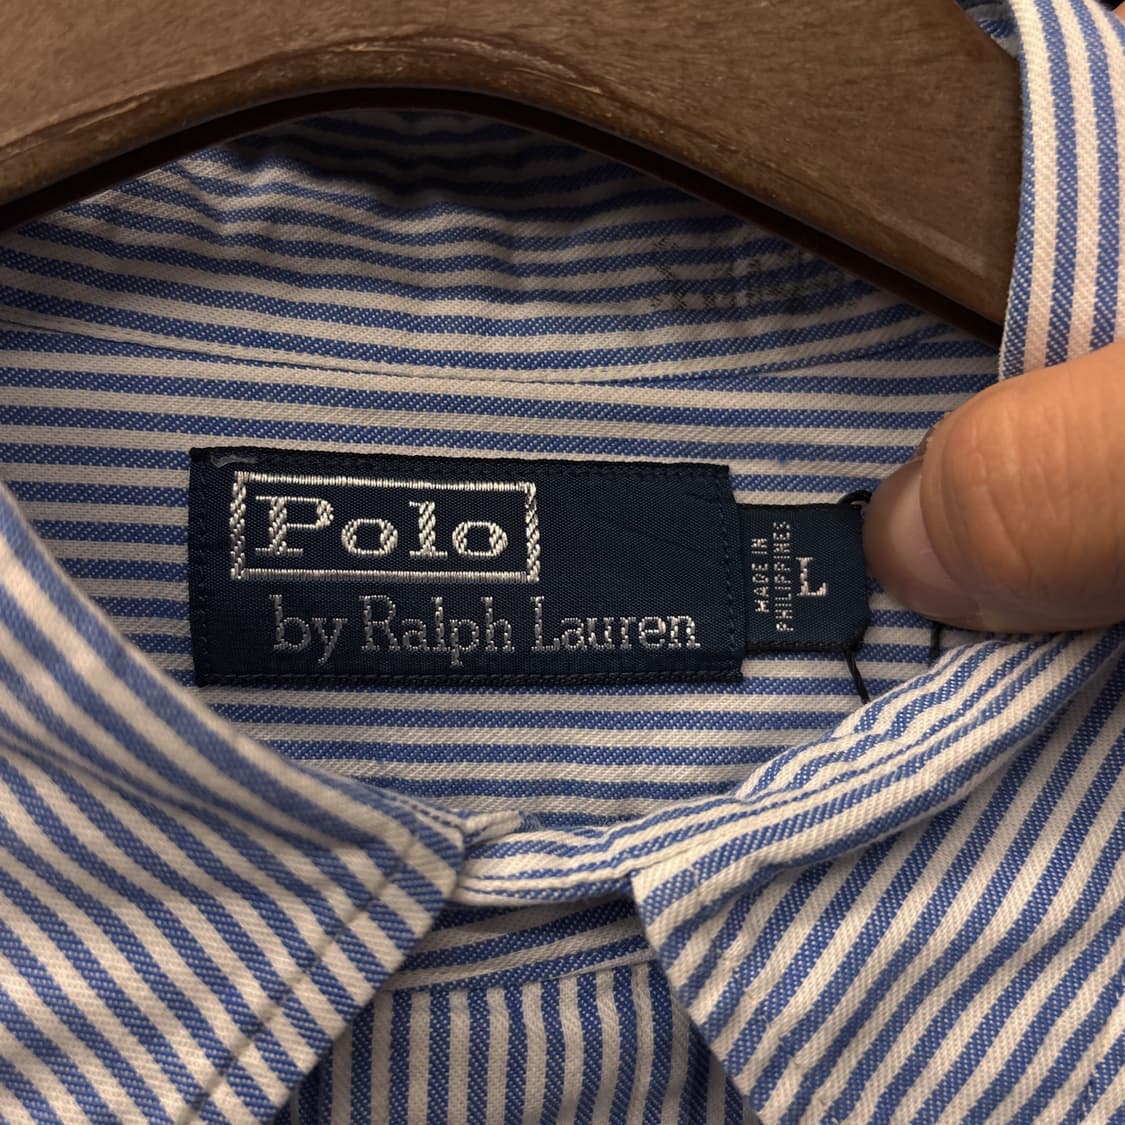 Polo
by Ralph Lauren
MADE IN
PHILIPPINES
L